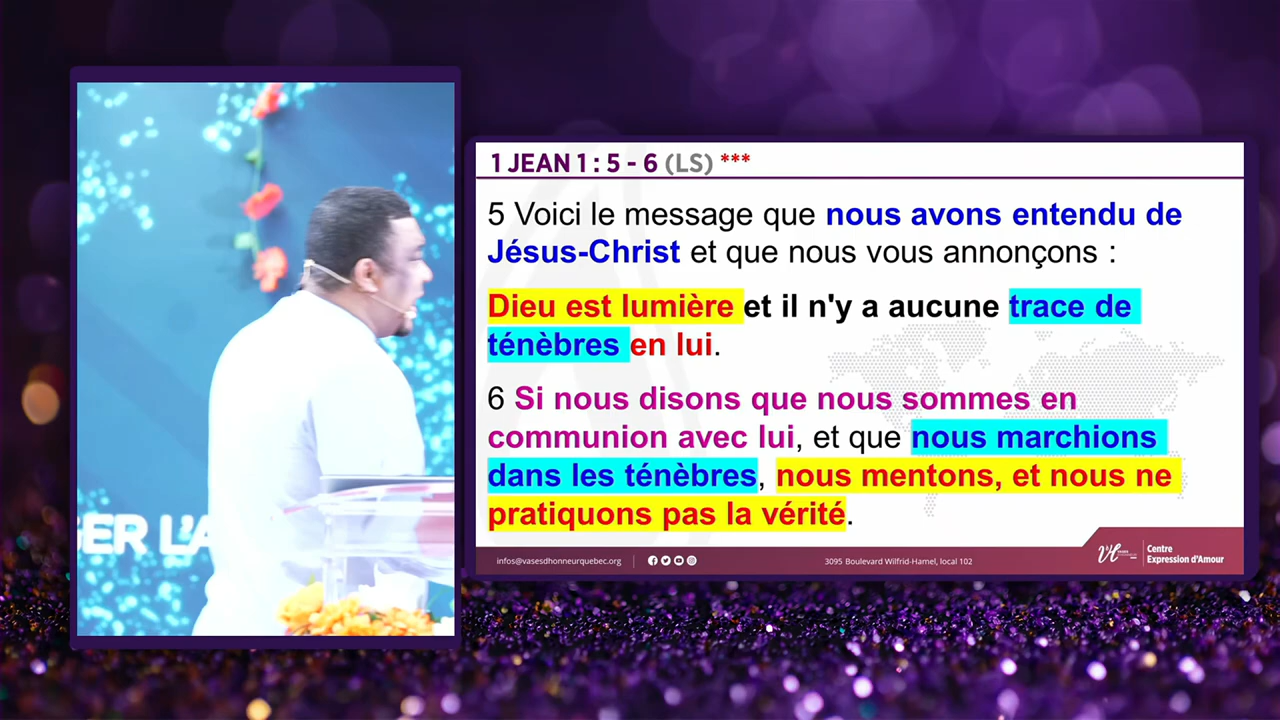 1 JEAN 1 : 5 - 6 (LS) ***
5 Voici le message que nous avons entendu de
Jésus-Christ et que nous vous annonçons :
Dieu est lumière et il n'y a aucune trace de
ténèbres en lui.
6 Si nous disons que nous sommes en
communion avec lui, et que nous marchions
dans les ténèbres, nous mentons, et nous ne
pratiquons pas la vérité.
GER L'A
infos@vasesdhonneurquebec.org
3095 Boulevard Wilfrid-Hamel, local 102
VH
Centre
Expression d'Amour